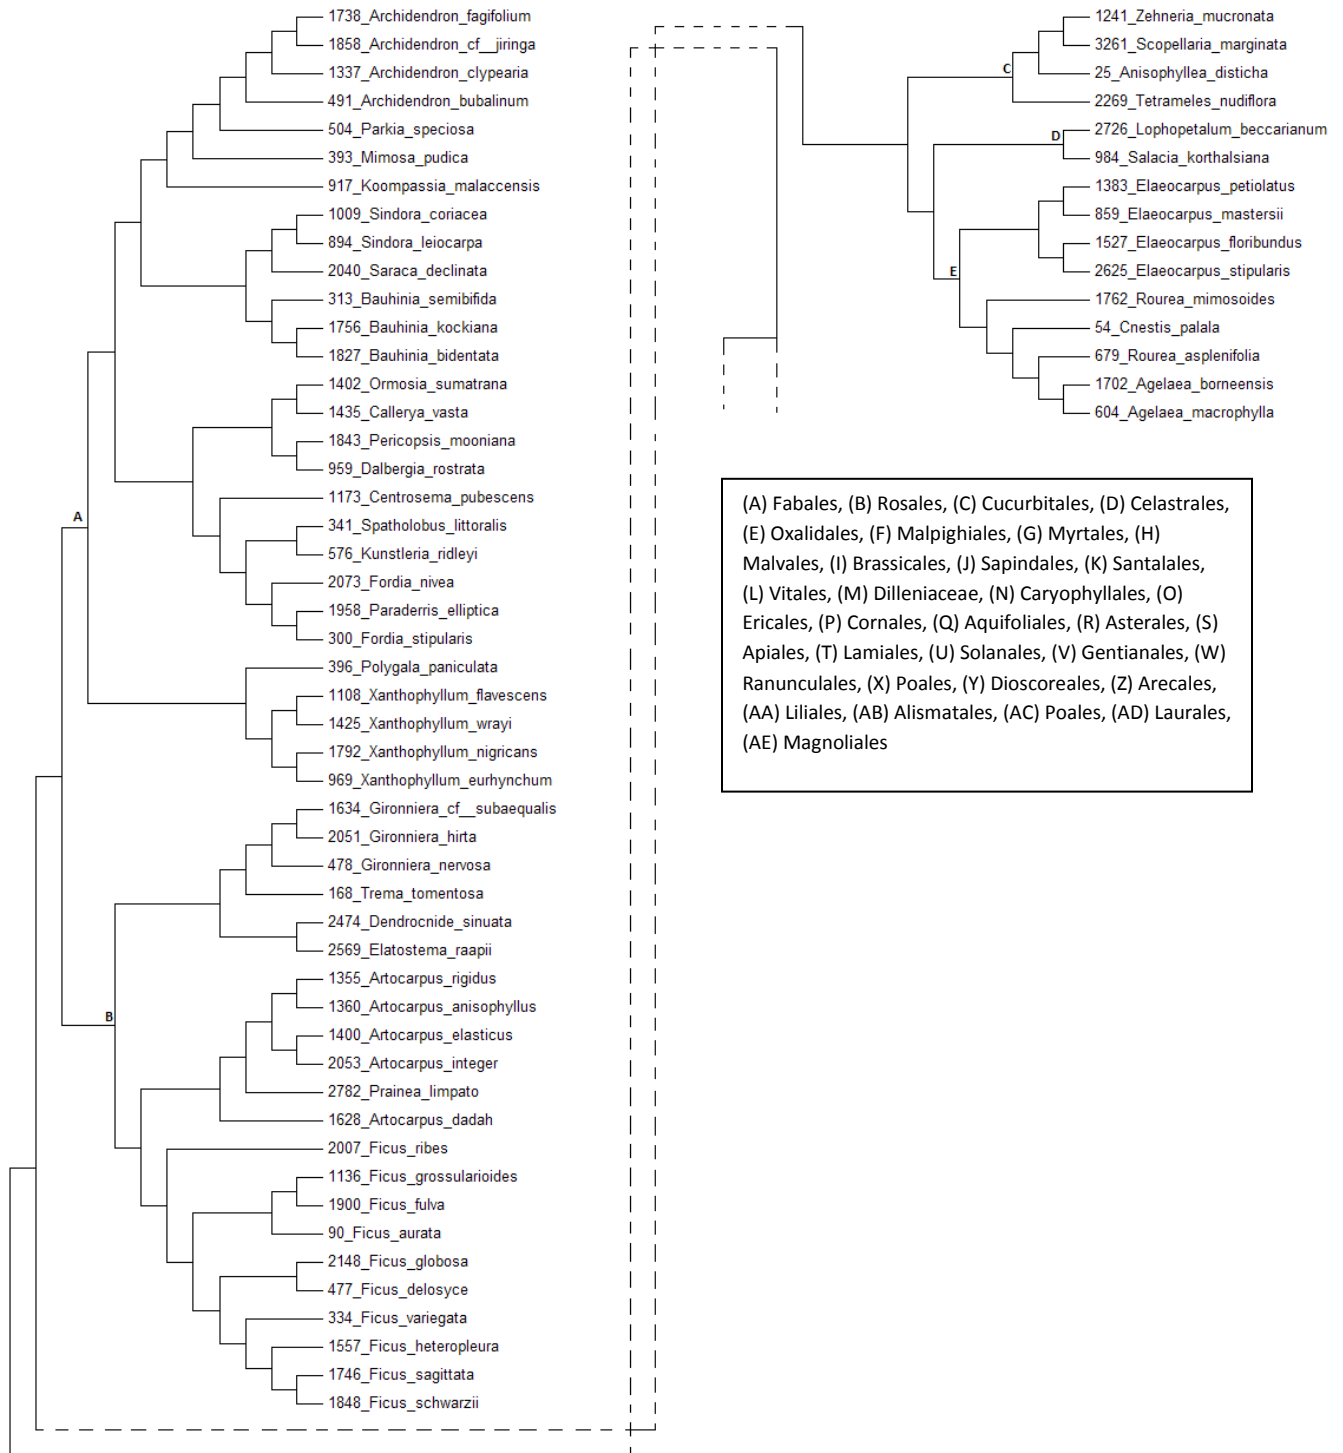 1738_Archidendron_fagifolium
1858_Archidendron_cf__jiringa
1337_Archidendron_clypearia
491_Archidendron_bubalinum
504_Parkia_speciosa
393_Mimosa_pudica
917_Koompassia_malaccensis
1009_Sindora_coriacea
894_Sindora_leiocarpa
2040_Saraca_declinata
313_Bauhinia_semibifida
1756_Bauhinia_kockiana
1827_Bauhinia_bidentata
1402_Ormosia_sumatrana
1435_Callerya_vasta
1843_Pericopsis_mooniana
959_Dalbergia_rostrata
1173_Centrosema_pubescens
A
341_Spatholobus_littoralis
576_Kunstleria_ridleyi
2073_Fordia_nivea
1958_Paraderris_elliptica
300_Fordia_stipularis
396_Polygala_paniculata
1108_Xanthophyllum_flavescens
1425_Xanthophyllum_wrayi
1792_Xanthophyllum_nigricans
969_Xanthophyllum_eurhynchum
1634_Gironniera_cf__subaequalis
2051_Gironniera_hirta
478_Gironniera_nervosa
168_Trema_tomentosa
2474_Dendrocnide_sinuata
2569_Elatostema_raapii
1355_Artocarpus_rigidus
1360_Artocarpus_anisophyllus
B
1400_Artocarpus_elasticus
2053_Artocarpus_integer
2782_Prainea_limpato
1628_Artocarpus_dadah
2007_Ficus_ribes
1136_Ficus_grossularioides
1900_Ficus_fulva
90_Ficus_aurata
2148_Ficus_globosa
477_Ficus_delosyce
334_Ficus_variegata
1557_Ficus_heteropleura
1746_Ficus_sagittata
1848_Ficus_schwarzii
1241_Zehneria_mucronata
3261_Scopellaria_marginata
C
25_Anisophyllea_disticha
2269_Tetrameles_nudiflora
2726_Lophopetalum_beccarianum
D
984_Salacia_korthalsiana
1383_Elaeocarpus_petiolatus
859_Elaeocarpus_mastersii
1527_Elaeocarpus_floribundus
E
2625_Elaeocarpus_stipularis
1762_Rourea_mimosoides
54_Cnestis_palala
679_Rourea_asplenifolia
1702_Agelaea_borneensis
604_Agelaea_macrophylla
(A) Fabales, (B) Rosales, (C) Cucurbitales, (D) Celastrales,
(E) Oxalidales, (F) Malpighiales, (G) Myrtales, (H)
Malvales, (I) Brassicales, (J) Sapindales, (K) Santalales,
(L) Vitales, (M) Dilleniaceae, (N) Caryophyllales, (O)
Ericales, (P) Cornales, (Q) Aquifoliales, (R) Asterales, (S)
Apiales, (T) Lamiales, (U) Solanales, (V) Gentianales, (W)
Ranunculales, (X) Poales, (Y) Dioscoreales, (Z) Arecales,
(AA) Liliales, (AB) Alismatales, (AC) Poales, (AD) Laurales,
(AE) Magnoliales